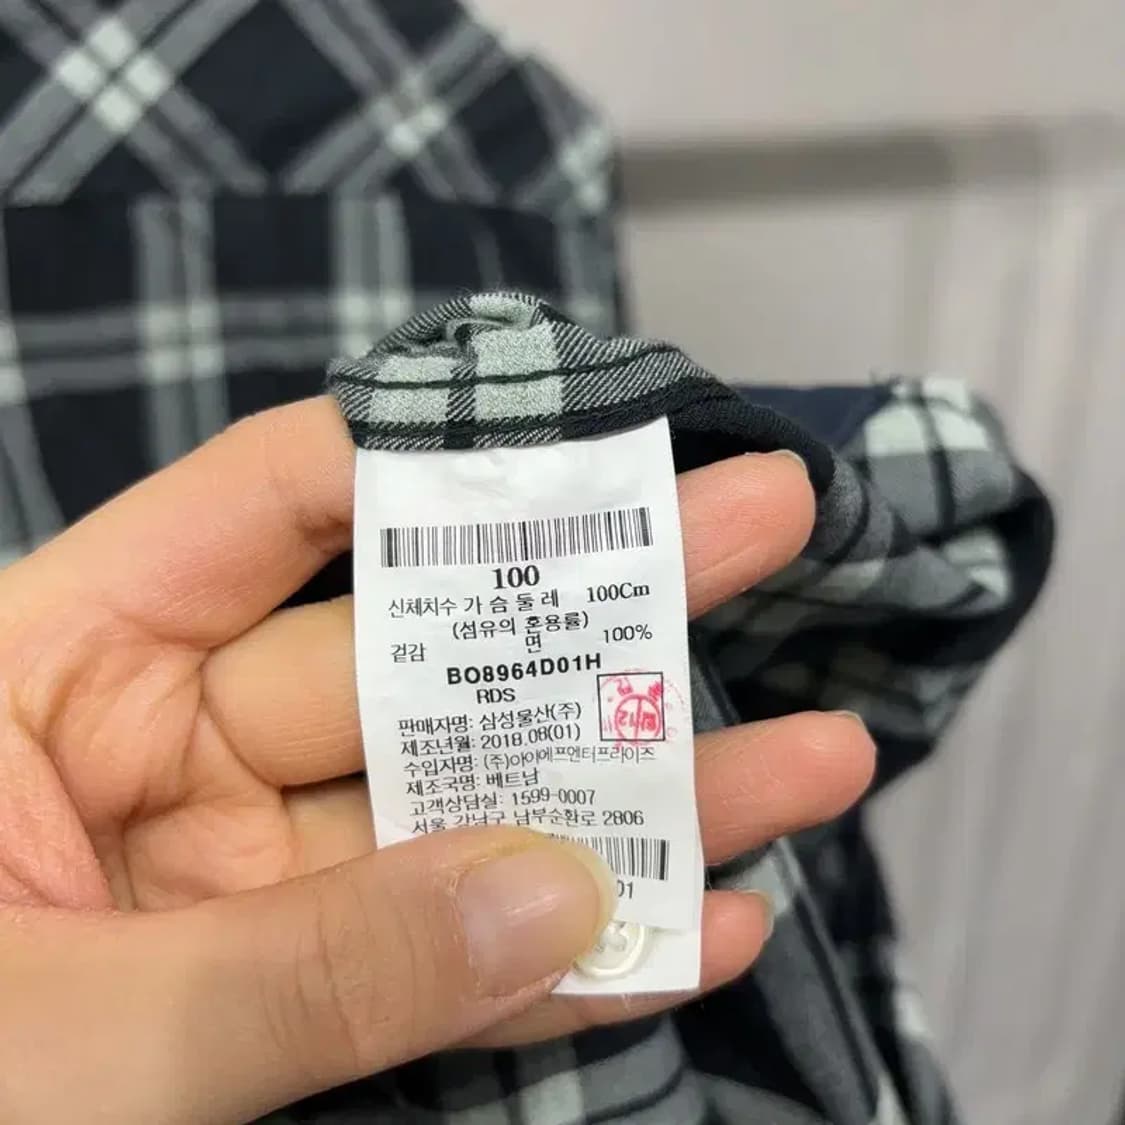 100
신체치수 가 슴 둘 레 100Cm
(섬유의 혼용률)
겉감 면 100%
BO8964D01H
RDS
판매자명: 삼성물산(주)
제조년월: 2018.08(01)
수입자명: (주)아이에프엔터프라이즈
제조국명: 베트남
고객상담실: 1599-0007
서울 강남구 남부순환로 2806
01